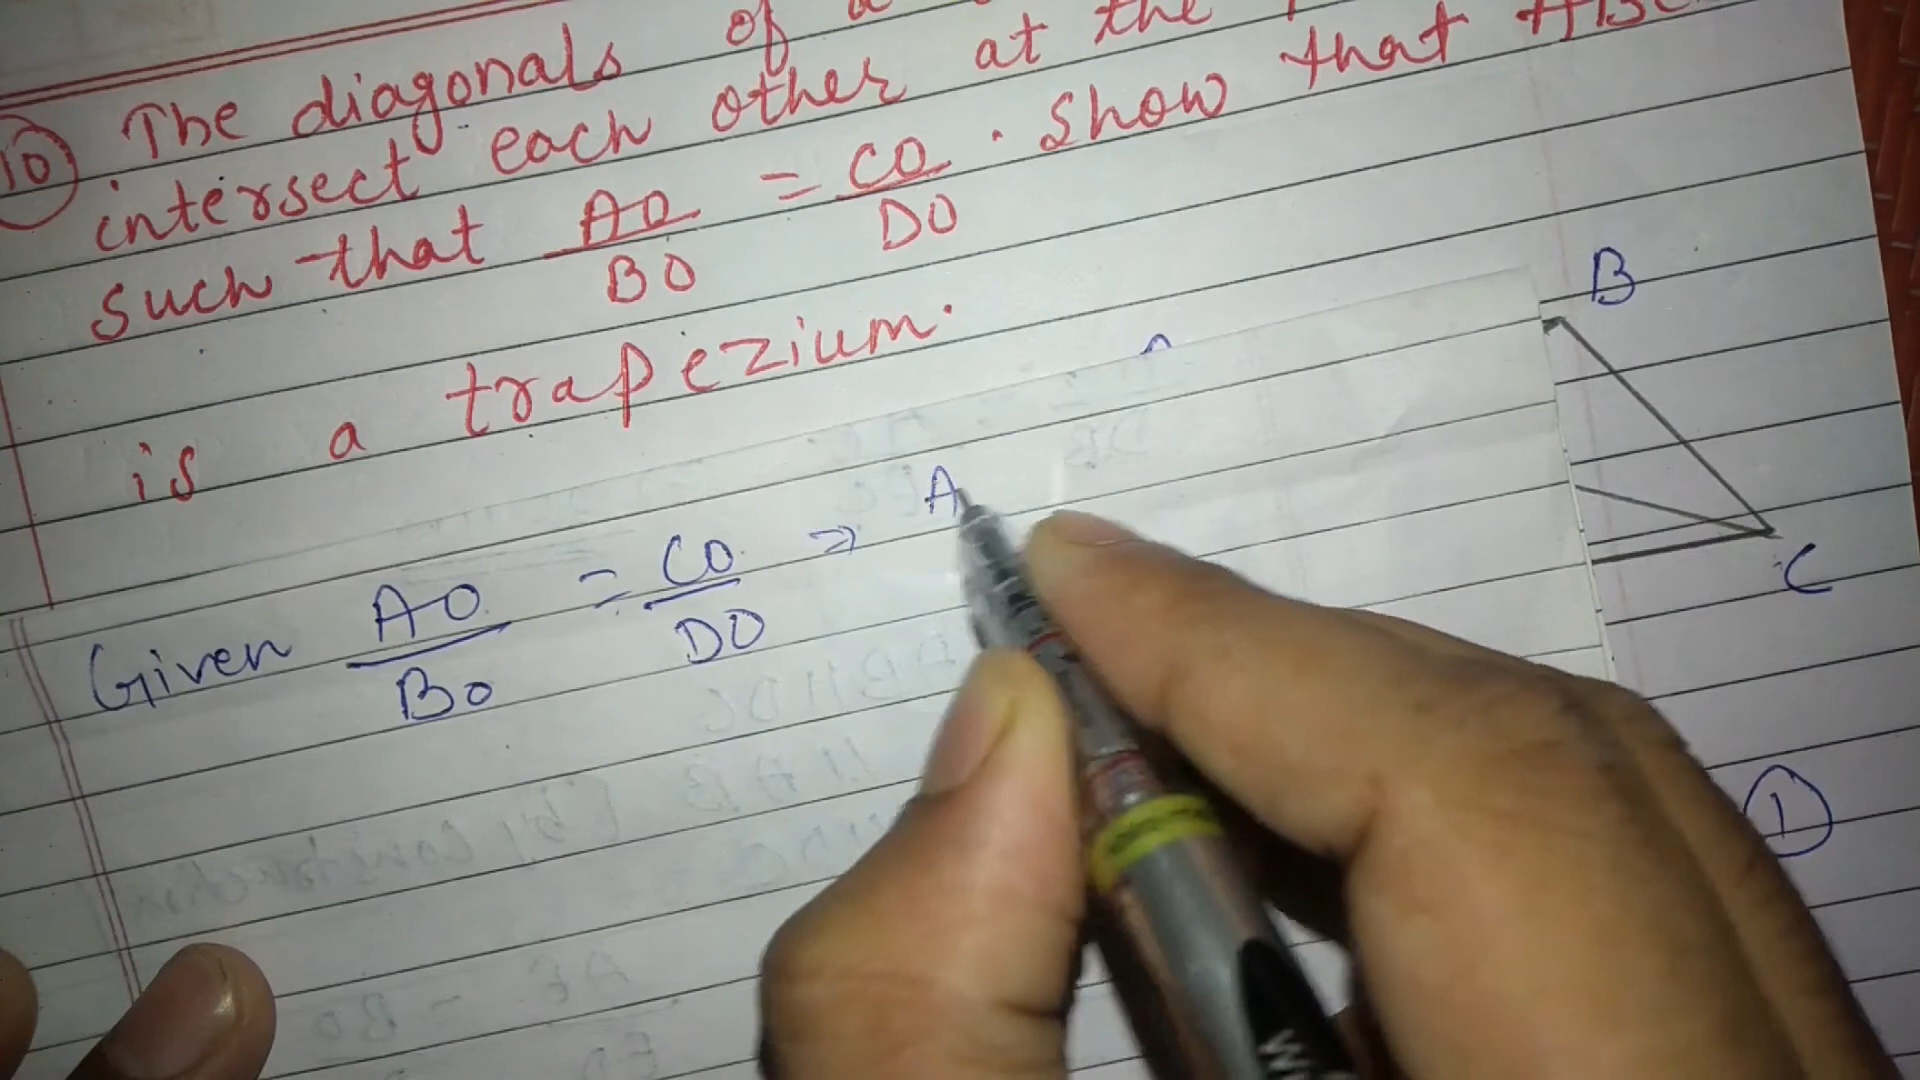 10 The diagonals of a
intersect each other at the
such that AO/BO = CO/DO . Show that ABC
is a trapezium.
B
C
Given AO/BO = CO/DO ⇒ A
1